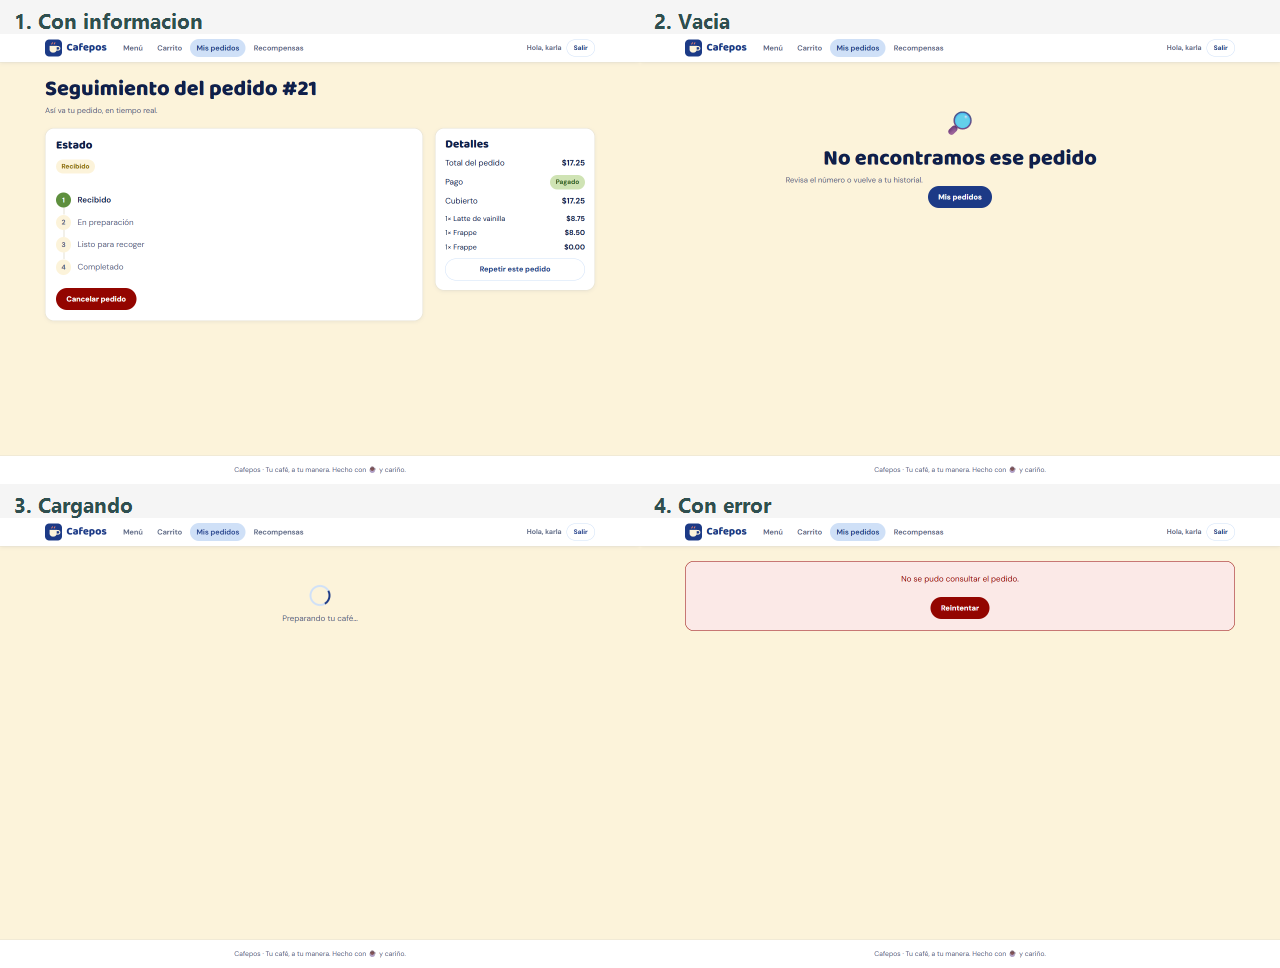 1. Con informacion
Cafepos Menú Carrito Mis pedidos Recompensas Hola, karla Salir
Seguimiento del pedido #21
Así va tu pedido, en tiempo real.
Estado
Recibido
1 Recibido
2 En preparación
3 Listo para recoger
4 Completado
Cancelar pedido
Detalles
Total del pedido $17.25
Pago Pagado
Cubierto $17.25
1× Latte de vainilla $8.75
1× Frappe $8.50
1× Frappe $0.00
Repetir este pedido
Cafepos · Tu café, a tu manera. Hecho con y cariño.
2. Vacia
Cafepos Menú Carrito Mis pedidos Recompensas Hola, karla Salir
No encontramos ese pedido
Revisa el número o vuelve a tu historial.
Mis pedidos
Cafepos · Tu café, a tu manera. Hecho con y cariño.
3. Cargando
Cafepos Menú Carrito Mis pedidos Recompensas Hola, karla Salir
Preparando tu café...
Cafepos · Tu café, a tu manera. Hecho con y cariño.
4. Con error
Cafepos Menú Carrito Mis pedidos Recompensas Hola, karla Salir
No se pudo consultar el pedido.
Reintentar
Cafepos · Tu café, a tu manera. Hecho con y cariño.